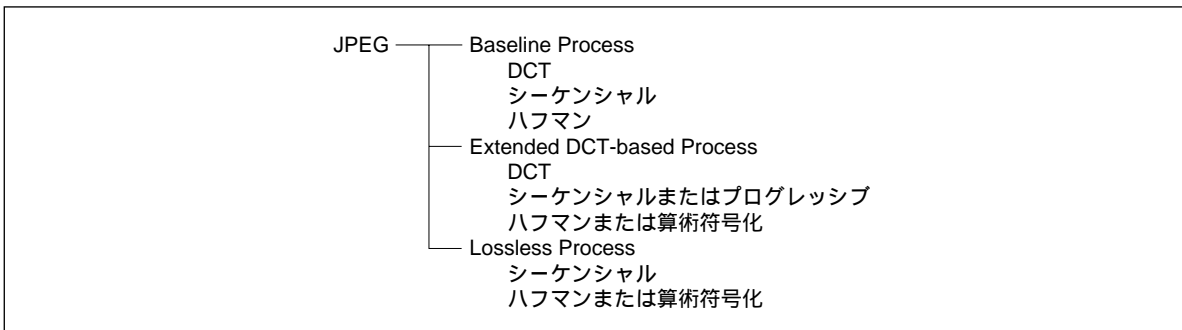 JPEG Baseline Process
DCT
シーケンシャル
ハフマン
Extended DCT-based Process
DCT
シーケンシャルまたはプログレッシブ
ハフマンまたは算術符号化
Lossless Process
シーケンシャル
ハフマンまたは算術符号化